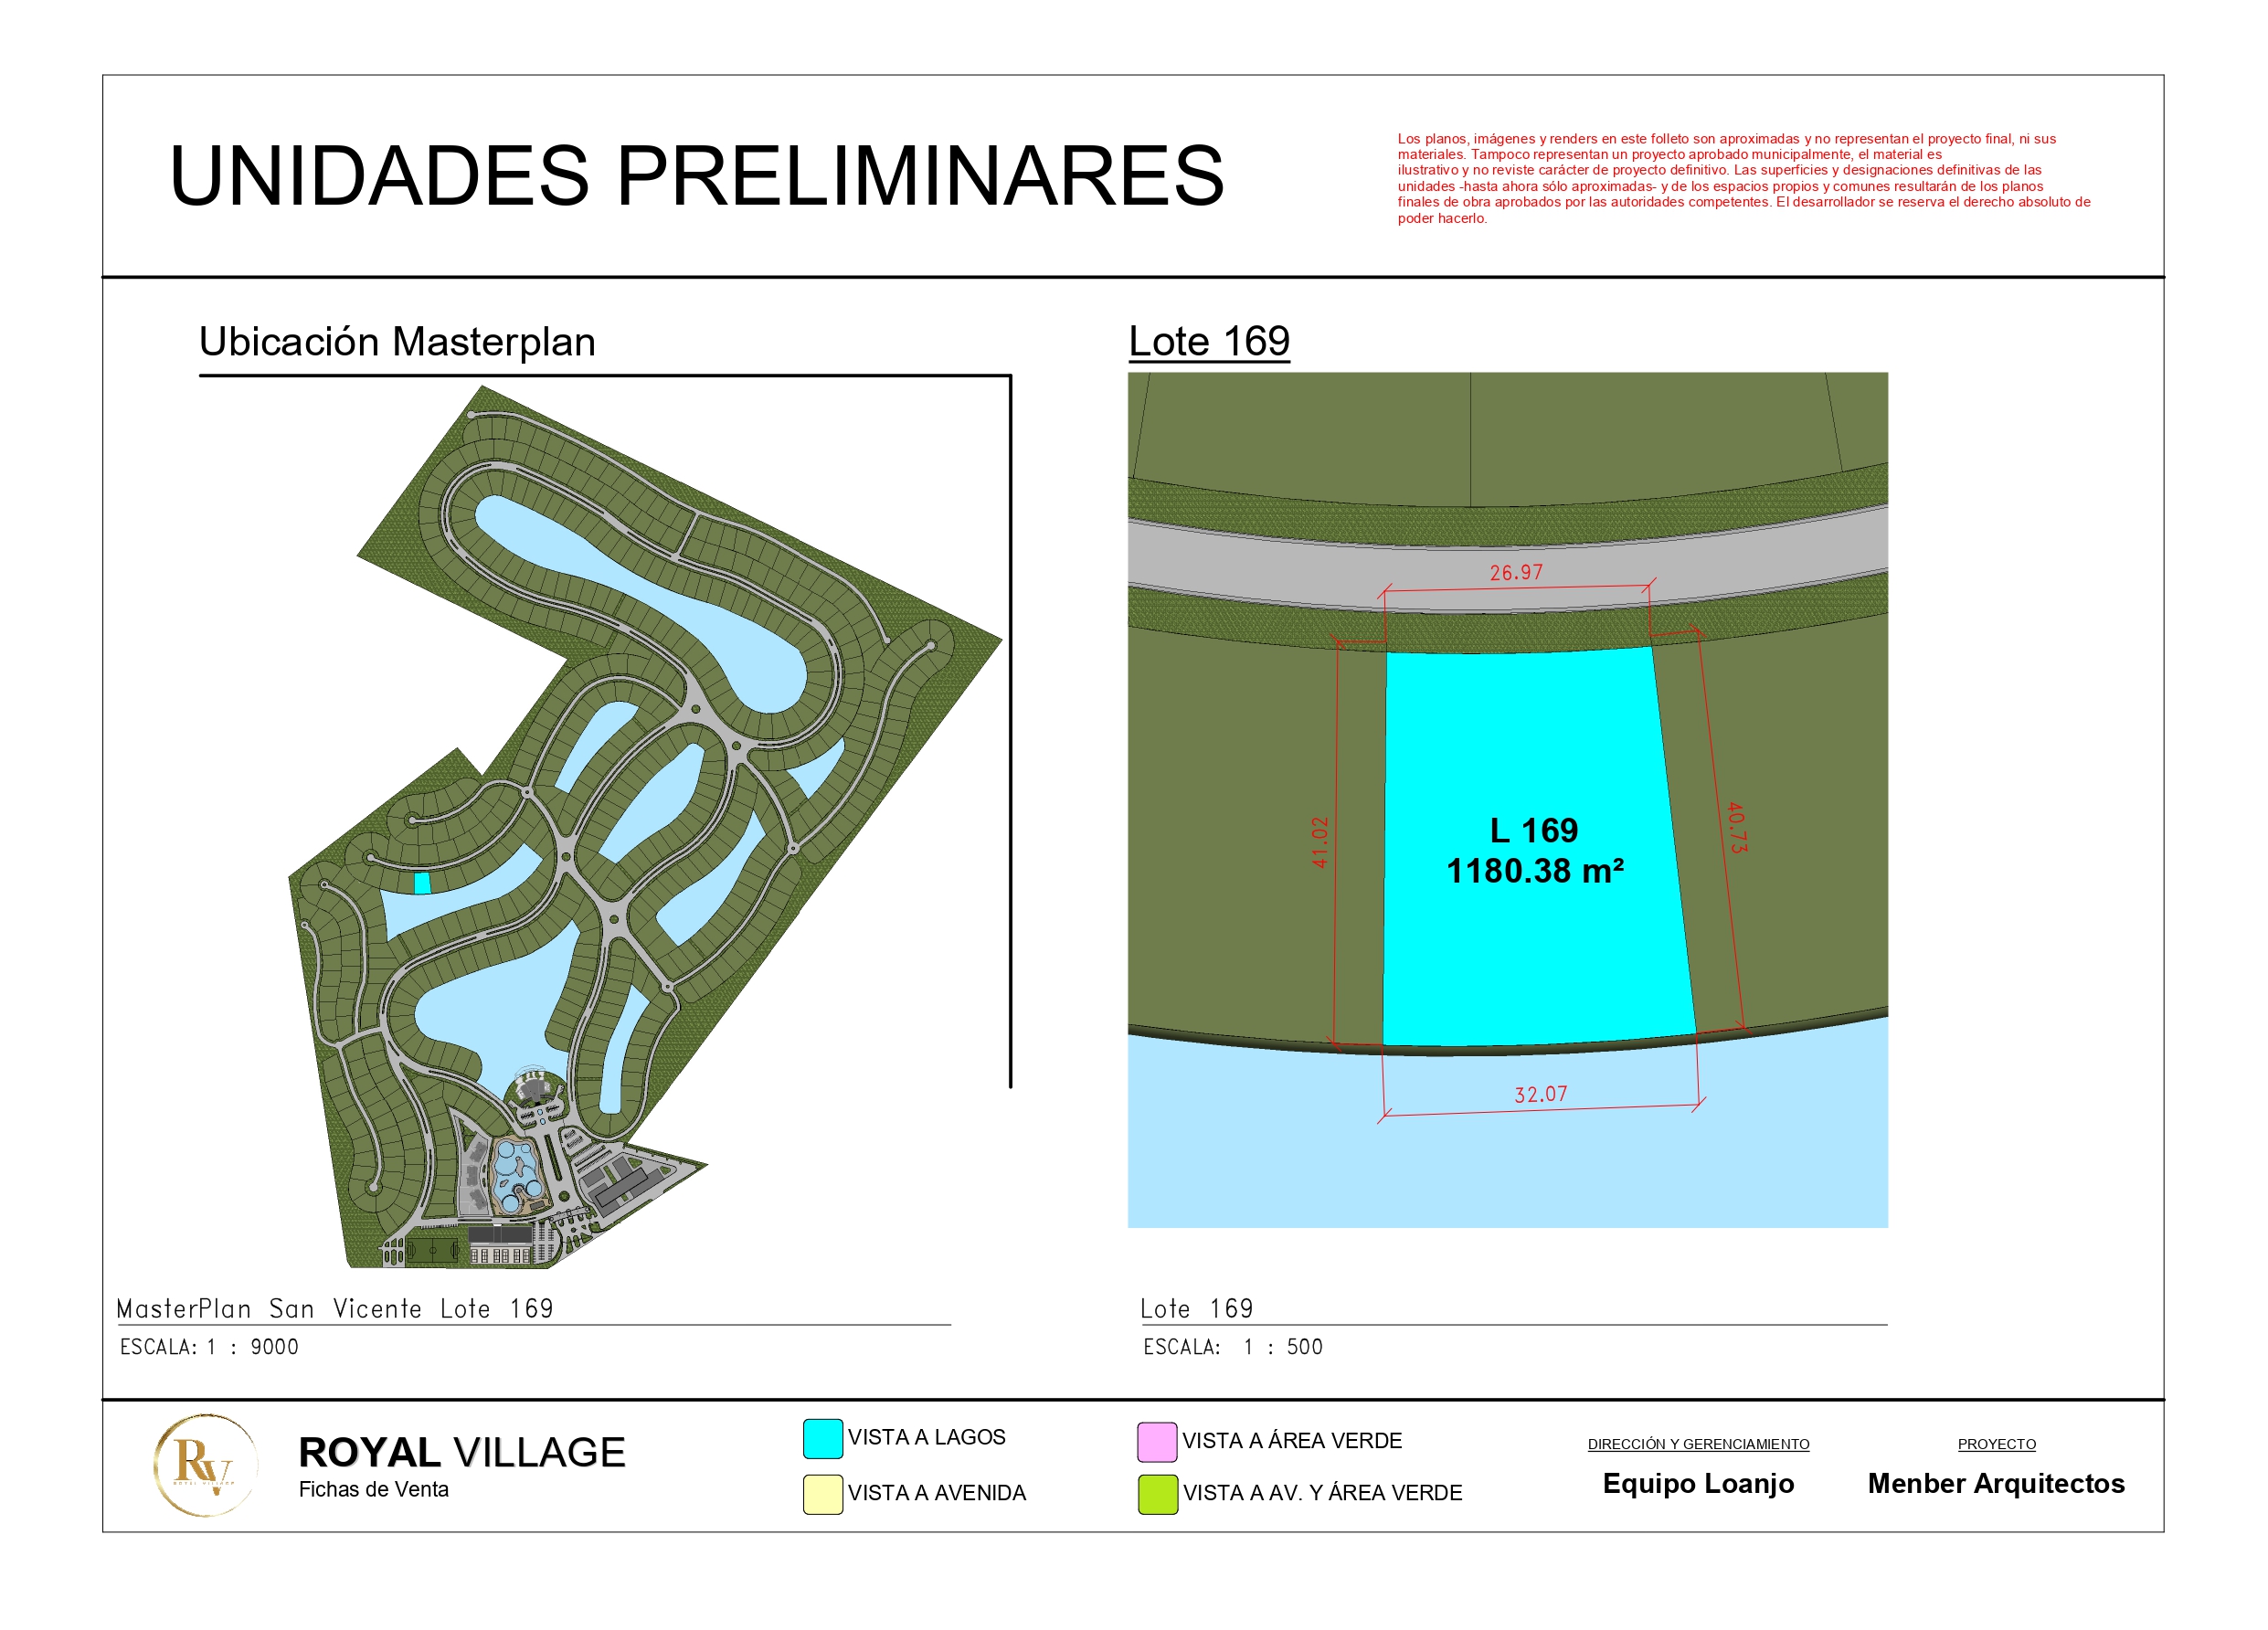 UNIDADES PRELIMINARES
Los planos, imágenes y renders en este folleto son aproximadas y no representan el proyecto final, ni sus
materiales. Tampoco representan un proyecto aprobado municipalmente, el material es
ilustrativo y no reviste carácter de proyecto definitivo. Las superficies y designaciones definitivas de las
unidades -hasta ahora sólo aproximadas- y de los espacios propios y comunes resultarán de los planos
finales de obra aprobados por las autoridades competentes. El desarrollador se reserva el derecho absoluto de
poder hacerlo.
Ubicación Masterplan
Lote 169
26.97
41.02
40.73
L 169
1180.38 m²
32.07
MasterPlan San Vicente Lote 169
ESCALA: 1 : 9000
Lote 169
ESCALA: 1 : 500
RV
ROYAL VILLAGE
ROYAL VILLAGE
Fichas de Venta
VISTA A LAGOS
VISTA A AVENIDA
VISTA A ÁREA VERDE
VISTA A AV. Y ÁREA VERDE
DIRECCIÓN Y GERENCIAMIENTO
Equipo Loanjo
PROYECTO
Menber Arquitectos